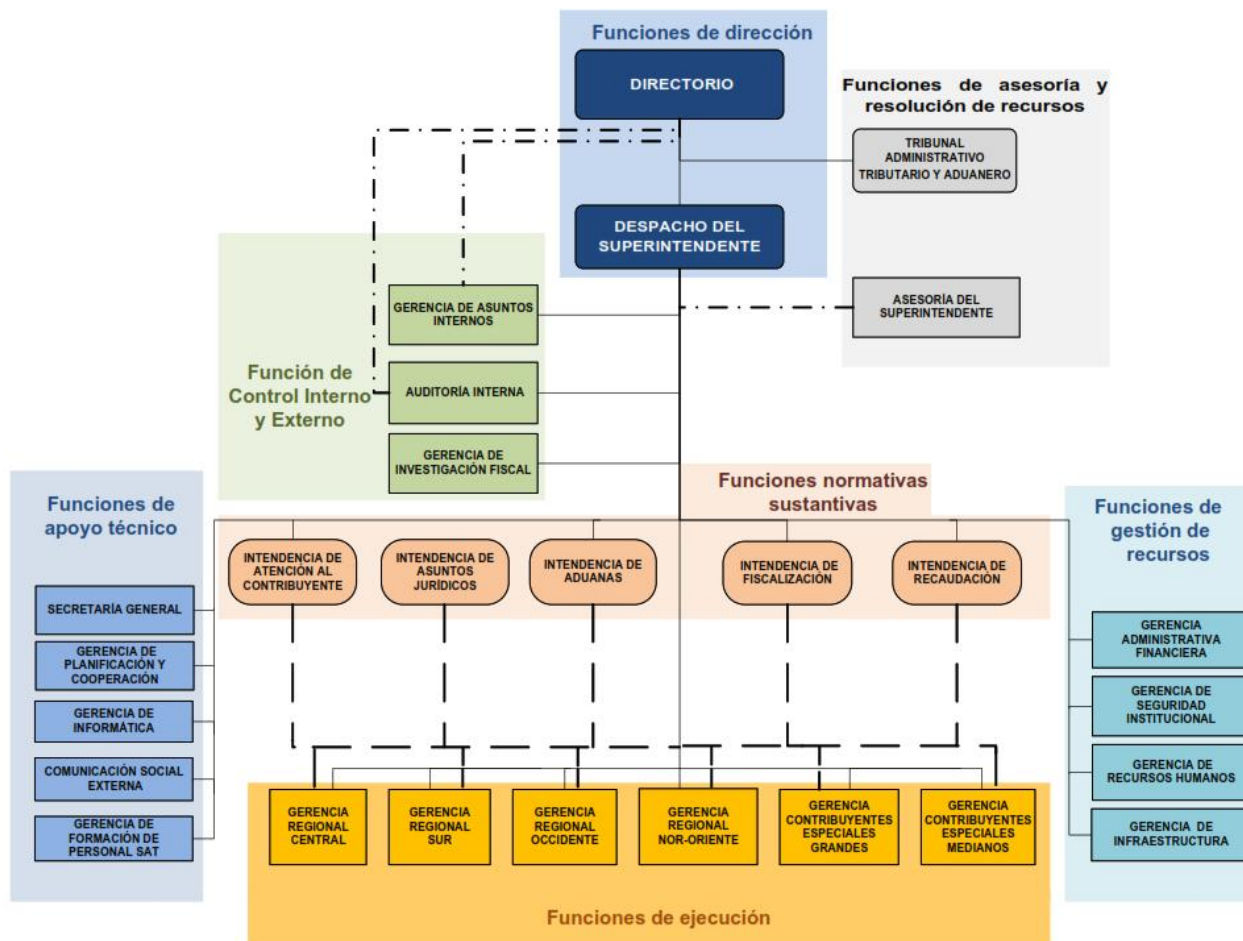 Funciones de dirección
DIRECTORIO
Funciones de asesoría y
resolución de recursos
TRIBUNAL
ADMINISTRATIVO
TRIBUTARIO Y ADUANERO
DESPACHO DEL
SUPERINTENDENTE
ASESORÍA DEL
SUPERINTENDENTE
GERENCIA DE ASUNTOS
INTERNOS
Función de
Control Interno
y Externo
AUDITORÍA INTERNA
GERENCIA DE
INVESTIGACIÓN FISCAL
Funciones normativas
sustantivas
Funciones de
apoyo técnico
Funciones de
gestión de
recursos
INTENDENCIA DE
ATENCIÓN AL
CONTRIBUYENTE
INTENDENCIA DE
ASUNTOS
JURÍDICOS
INTENDENCIA DE
ADUANAS
INTENDENCIA DE
FISCALIZACIÓN
INTENDENCIA DE
RECAUDACIÓN
SECRETARÍA GENERAL
GERENCIA DE
PLANIFICACIÓN Y
COOPERACIÓN
GERENCIA DE
INFORMÁTICA
COMUNICACIÓN SOCIAL
EXTERNA
GERENCIA DE
FORMACIÓN DE
PERSONAL SAT
GERENCIA
ADMINISTRATIVA
FINANCIERA
GERENCIA DE
SEGURIDAD
INSTITUCIONAL
GERENCIA DE
RECURSOS HUMANOS
GERENCIA DE
INFRAESTRUCTURA
GERENCIA
REGIONAL
CENTRAL
GERENCIA
REGIONAL
SUR
GERENCIA
REGIONAL
OCCIDENTE
GERENCIA
REGIONAL
NOR-ORIENTE
GERENCIA
CONTRIBUYENTES
ESPECIALES
GRANDES
GERENCIA
CONTRIBUYENTES
ESPECIALES
MEDIANOS
Funciones de ejecución